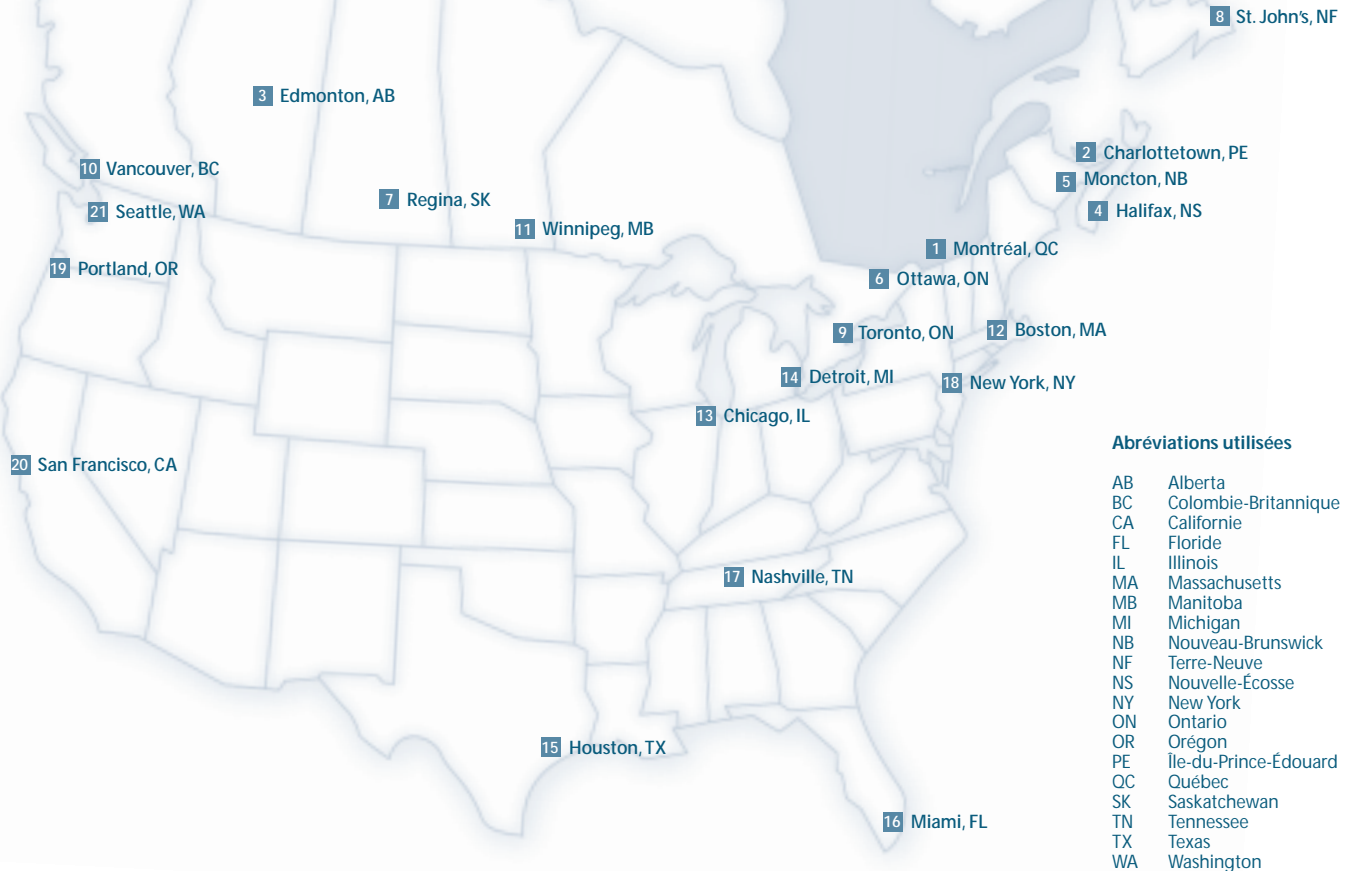 8 St. John's, NF
3 Edmonton, AB
2 Charlottetown, PE
10 Vancouver, BC
5 Moncton, NB
7 Regina, SK
21 Seattle, WA
4 Halifax, NS
11 Winnipeg, MB
1 Montréal, QC
19 Portland, OR
6 Ottawa, ON
9 Toronto, ON
12 Boston, MA
14 Detroit, MI
18 New York, NY
13 Chicago, IL
20 San Francisco, CA
17 Nashville, TN
15 Houston, TX
16 Miami, FL
Abréviations utilisées
AB Alberta
BC Colombie-Britannique
CA Californie
FL Floride
IL Illinois
MA Massachusetts
MB Manitoba
MI Michigan
NB Nouveau-Brunswick
NF Terre-Neuve
NS Nouvelle-Écosse
NY New York
ON Ontario
OR Orégon
PE Île-du-Prince-Édouard
QC Québec
SK Saskatchewan
TN Tennessee
TX Texas
WA Washington